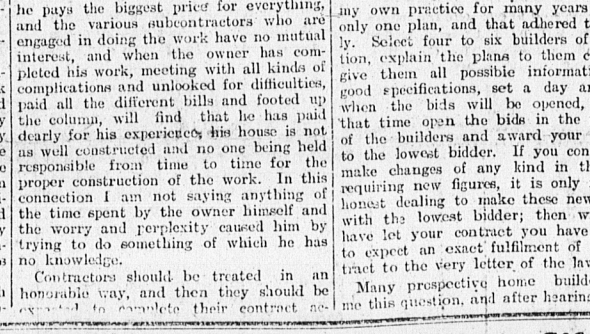 he pays the biggest price for everything,
and the various subcontractors who are
engaged in doing the work have no mutual
interest, and when the owner has com-
pleted his work, meeting with all kinds of
complications and unlooked for difficulties,
paid all the different bills and footed up
the column, will find that he has paid
dearly for his experience, his house is not
as well constructed and no one being held
responsible from time to time for the
proper construction of the work. In this
connection I am not saying anything of
the time spent by the owner himself and
the worry and perplexity caused him by
trying to do something of which he has
no knowledge.
Contractors should be treated in an
honorable way, and then they should be
expected to complete their contract ac-
my own practice for many years
only one plan, and that adhered t
ly. Select four to six builders of
tion, explain the plans to them
give them all possible informati
good specifications, set a day a
when the bids will be opened,
that time open the bids in the
of the builders and award your
to the lowest bidder. If you con
make changes of any kind in th
requiring new figures, it is only
honest dealing to make these new
with the lowest bidder; then w
have let your contract you have
to expect an exact fulfilment of
tract to the very letter of the law
Many prospective home build
me this question, and after hearin